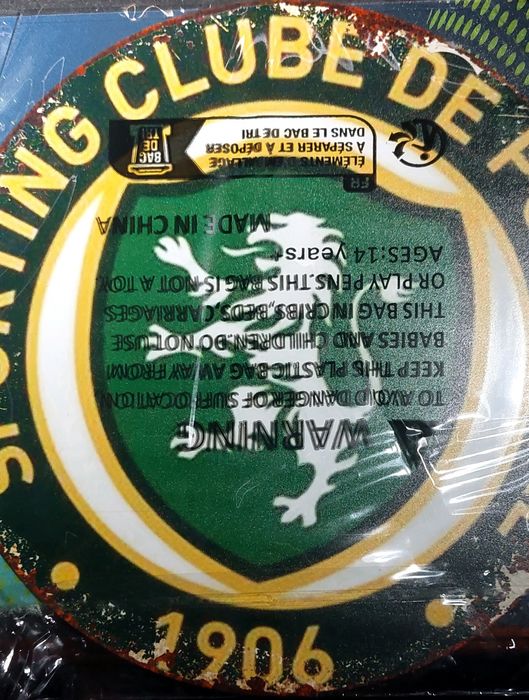 SPORTING CLUBE DE
1906
WARNING
TO AVOID DANGER OF SUFFOCATION
KEEP THIS PLASTIC BAG AWAY FROM
BABIES AND CHILDREN. DO NOT USE
THIS BAG IN CRIBS, BEDS, CARRIAGES
OR PLAY PENS. THIS BAG IS NOT A TOY
AGES:14 years+
MADE IN CHINA
FR
ÉLÉMENTS D'EMBALLAGE
À SÉPARER ET À DÉPOSER
DANS LE BAC DE TRI
BAC
DE
TRI